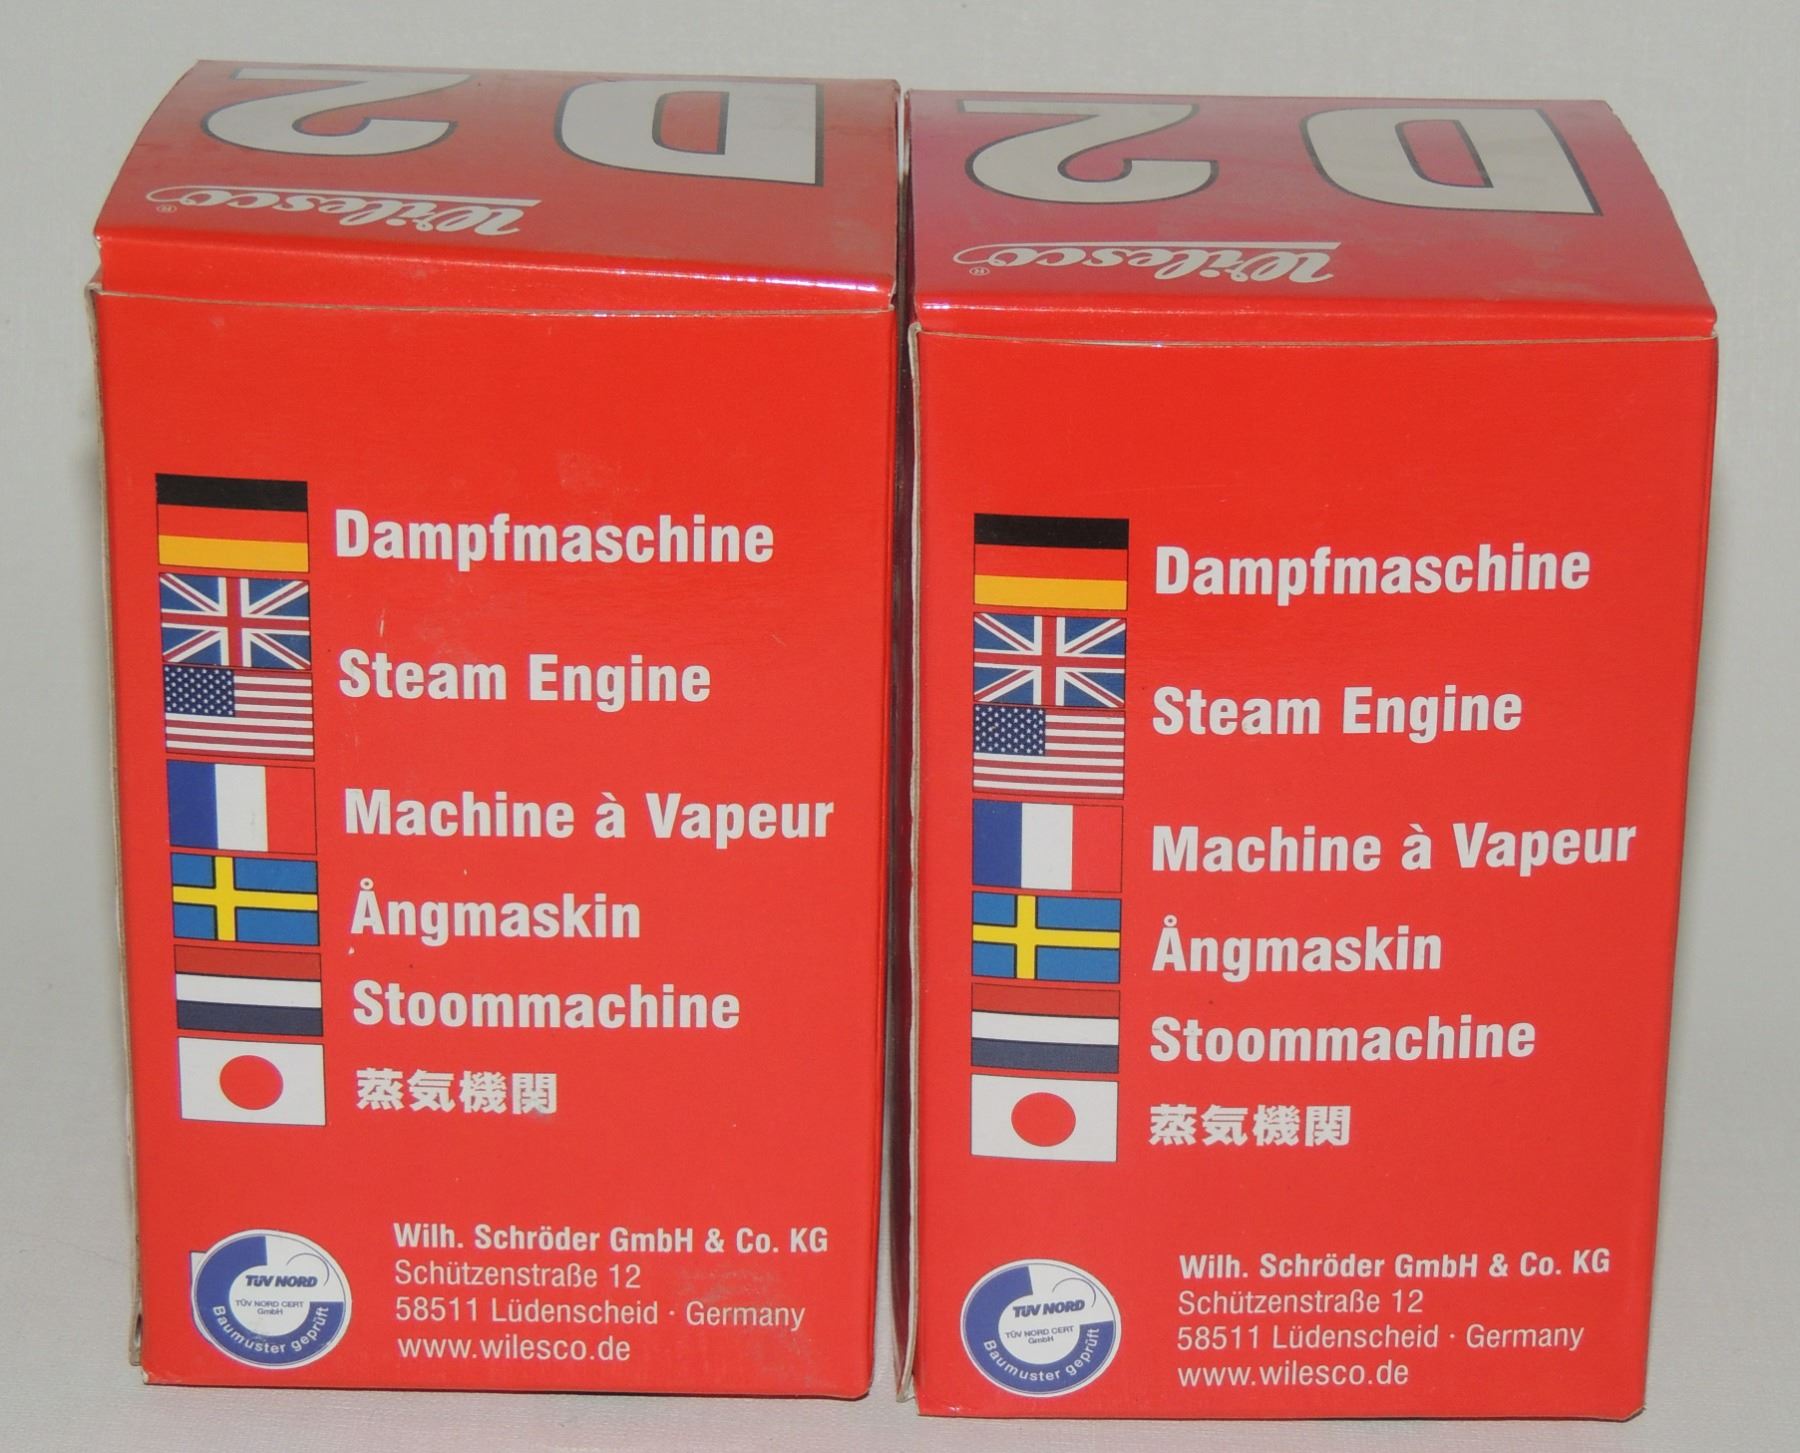 D 2
Wilesco®
Dampfmaschine
Steam Engine
Machine à Vapeur
Ångmaskin
Stoommachine
蒸気機関
TÜV NORD
TÜV NORD CERT
GmbH
Baumuster geprüft
Wilh. Schröder GmbH & Co. KG
Schützenstraße 12
58511 Lüdenscheid · Germany
www.wilesco.de
D 2
Wilesco®
Dampfmaschine
Steam Engine
Machine à Vapeur
Ångmaskin
Stoommachine
蒸気機関
TÜV NORD
TÜV NORD CERT
GmbH
Baumuster geprüft
Wilh. Schröder GmbH & Co. KG
Schützenstraße 12
58511 Lüdenscheid · Germany
www.wilesco.de